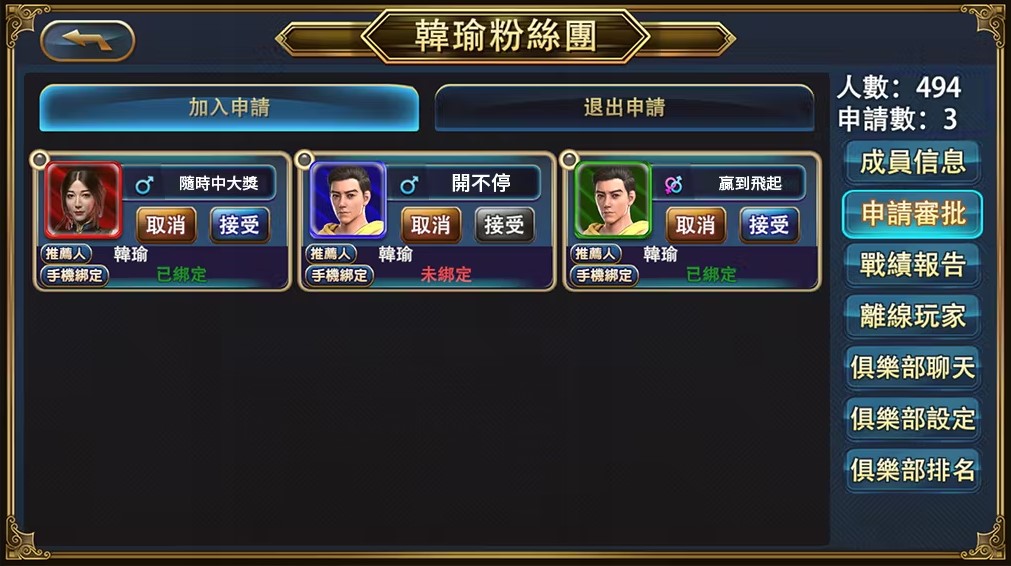 韓瑜粉絲團
加入申請
退出申請
人數：494
申請數：3
隨時中大獎
取消
接受
推薦人
韓瑜
手機綁定
已綁定
開不停
取消
接受
推薦人
韓瑜
手機綁定
未綁定
贏到飛起
取消
接受
推薦人
韓瑜
手機綁定
已綁定
成員信息
申請審批
戰績報告
離線玩家
俱樂部聊天
俱樂部設定
俱樂部排名